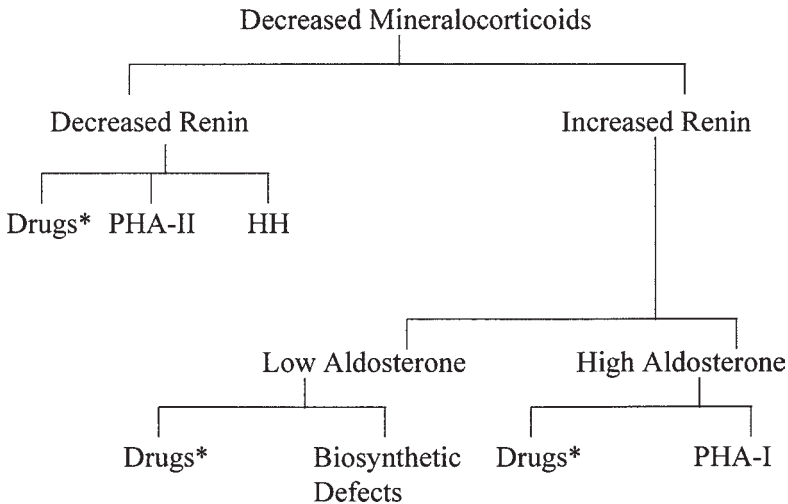 Decreased Mineralocorticoids
Decreased Renin
Increased Renin
Drugs* PHA-II HH
Low Aldosterone
High Aldosterone
Drugs*
Biosynthetic
Defects
Drugs*
PHA-I